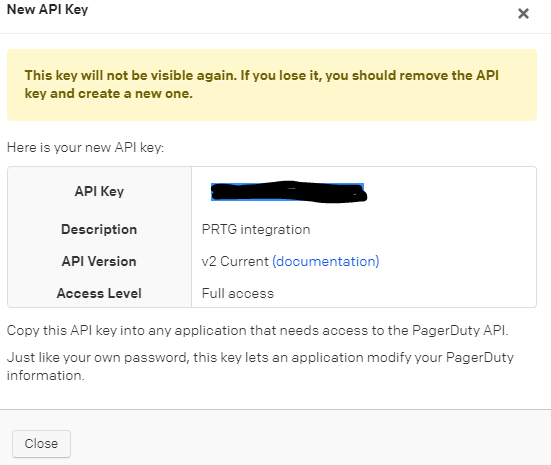 New API Key
This key will not be visible again. If you lose it, you should remove the API
key and create a new one.
Here is your new API key:
API Key
Description PRTG integration
API Version v2 Current (documentation)
Access Level Full access
Copy this API key into any application that needs access to the PagerDuty API.
Just like your own password, this key lets an application modify your PagerDuty
information.
Close